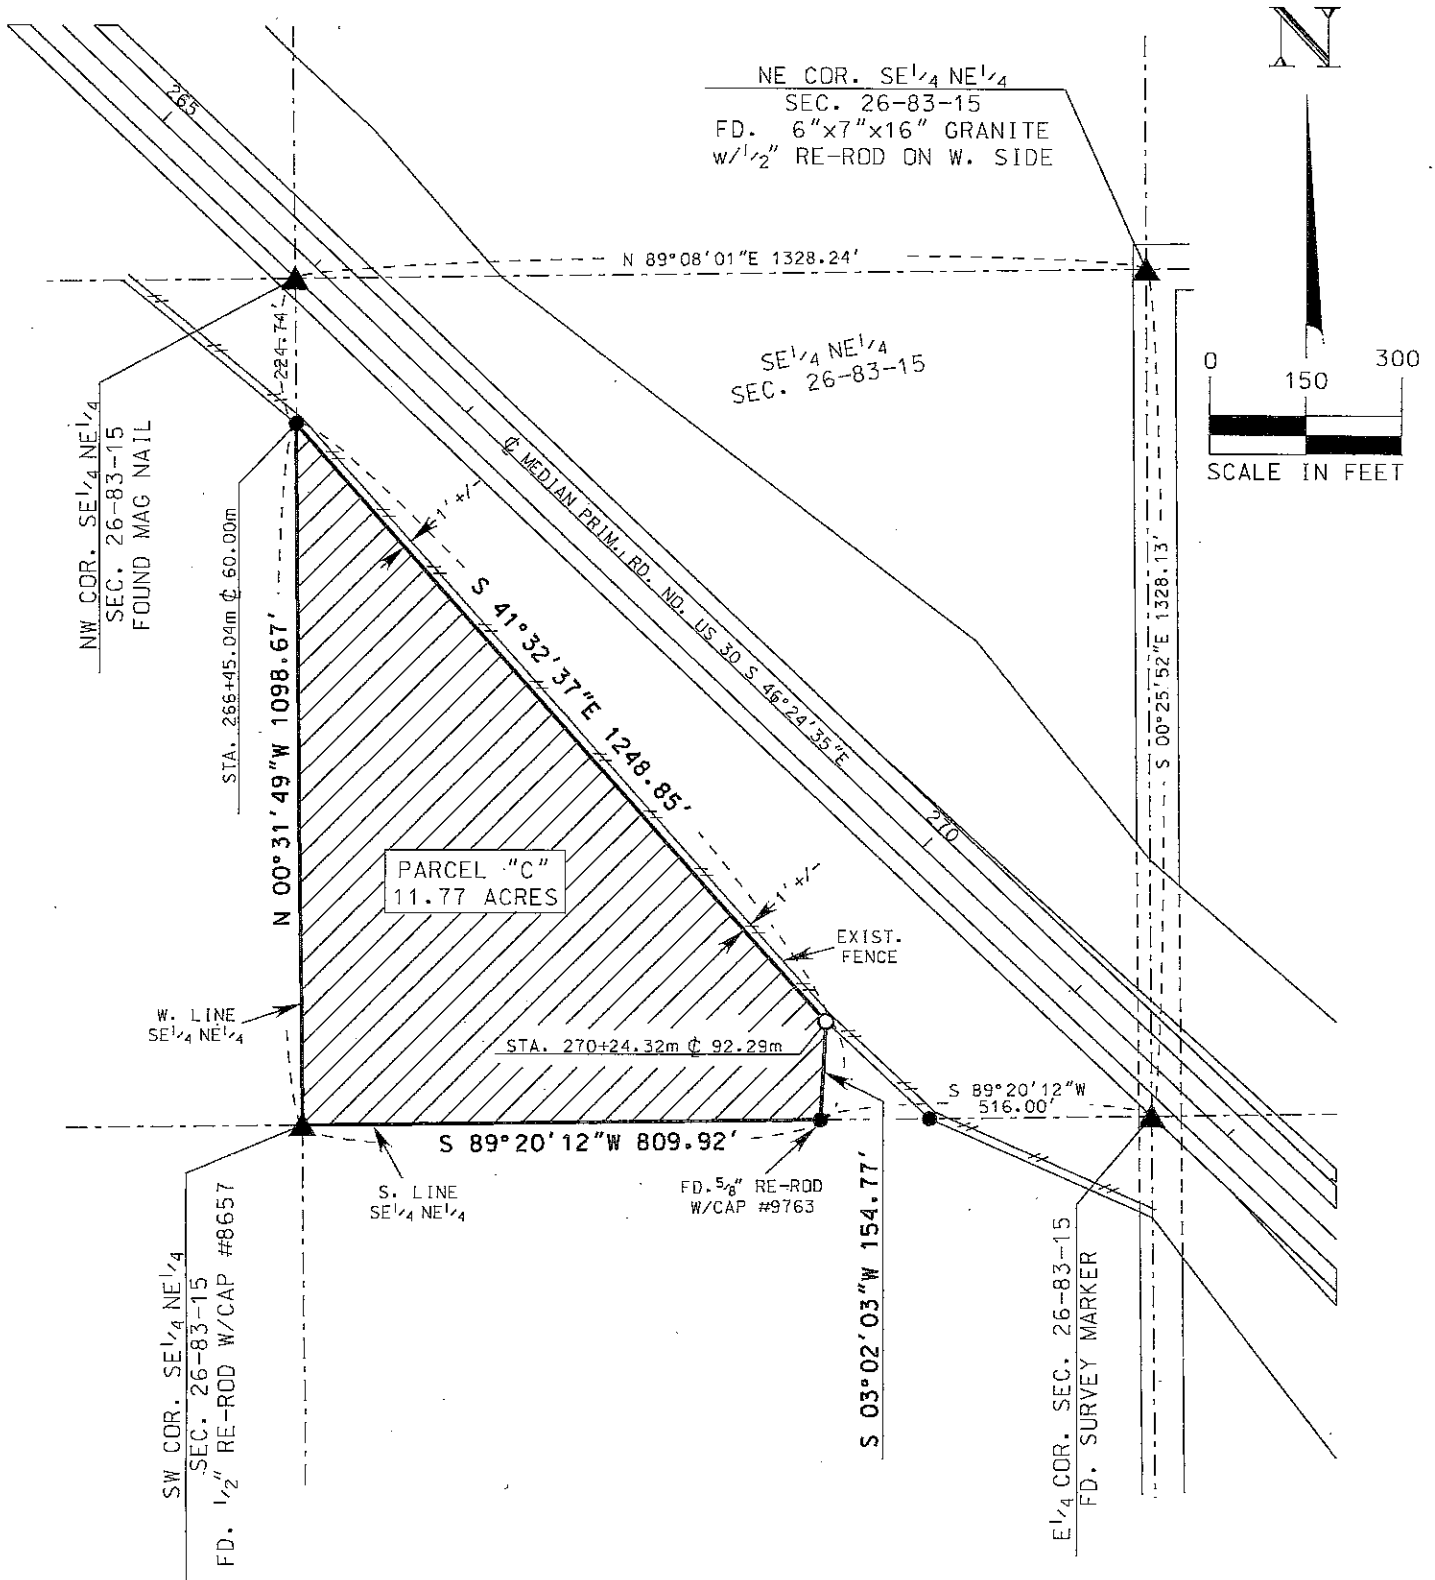 N
NE COR. SE1/4 NE1/4
SEC. 26-83-15
FD. 6"x7"x16" GRANITE
w/1/2" RE-ROD ON W. SIDE
265
N 89°08'01"E 1328.24'
224.74'
SE1/4 NE1/4
SEC. 26-83-15
0 150 300
SCALE IN FEET
NW COR. SE1/4 NE1/4
SEC. 26-83-15
FOUND MAG NAIL
STA. 266+45.04m ℄ 60.00m
N 00°31'49"W 1098.67'
1' +/-
S 41°32'37"E 1248.85'
℄ MEDIAN PRIM. RD. NO. US 30 S 46°24'35"E
S 00°25'52"E 1328.13'
270
PARCEL "C"
11.77 ACRES
1' +/-
EXIST.
FENCE
W. LINE
SE1/4 NE1/4
STA. 270+24.32m ℄ 92.29m
S 89°20'12"W
516.00'
S 89°20'12"W 809.92'
S. LINE
SE1/4 NE1/4
FD. 5/8" RE-ROD
W/CAP #9763
S 03°02'03"W 154.77'
SW COR. SE1/4 NE1/4
SEC. 26-83-15
FD. 1/2" RE-ROD W/CAP #8657
E1/4 COR. SEC. 26-83-15
FD. SURVEY MARKER